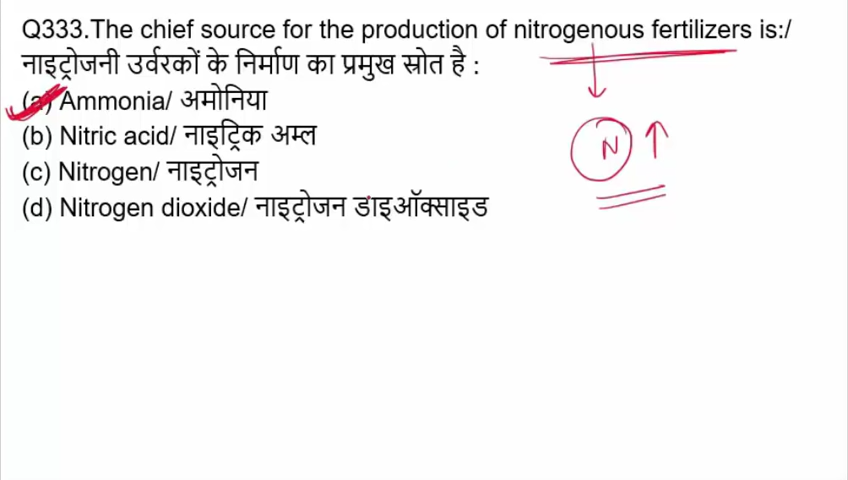 Q333.The chief source for the production of nitrogenous fertilizers is:/
नाइट्रोजनी उर्वरकों के निर्माण का प्रमुख स्रोत है :
(a) Ammonia/ अमोनिया
(b) Nitric acid/ नाइट्रिक अम्ल
N
(c) Nitrogen/ नाइट्रोजन
(d) Nitrogen dioxide/ नाइट्रोजन डाइऑक्साइड